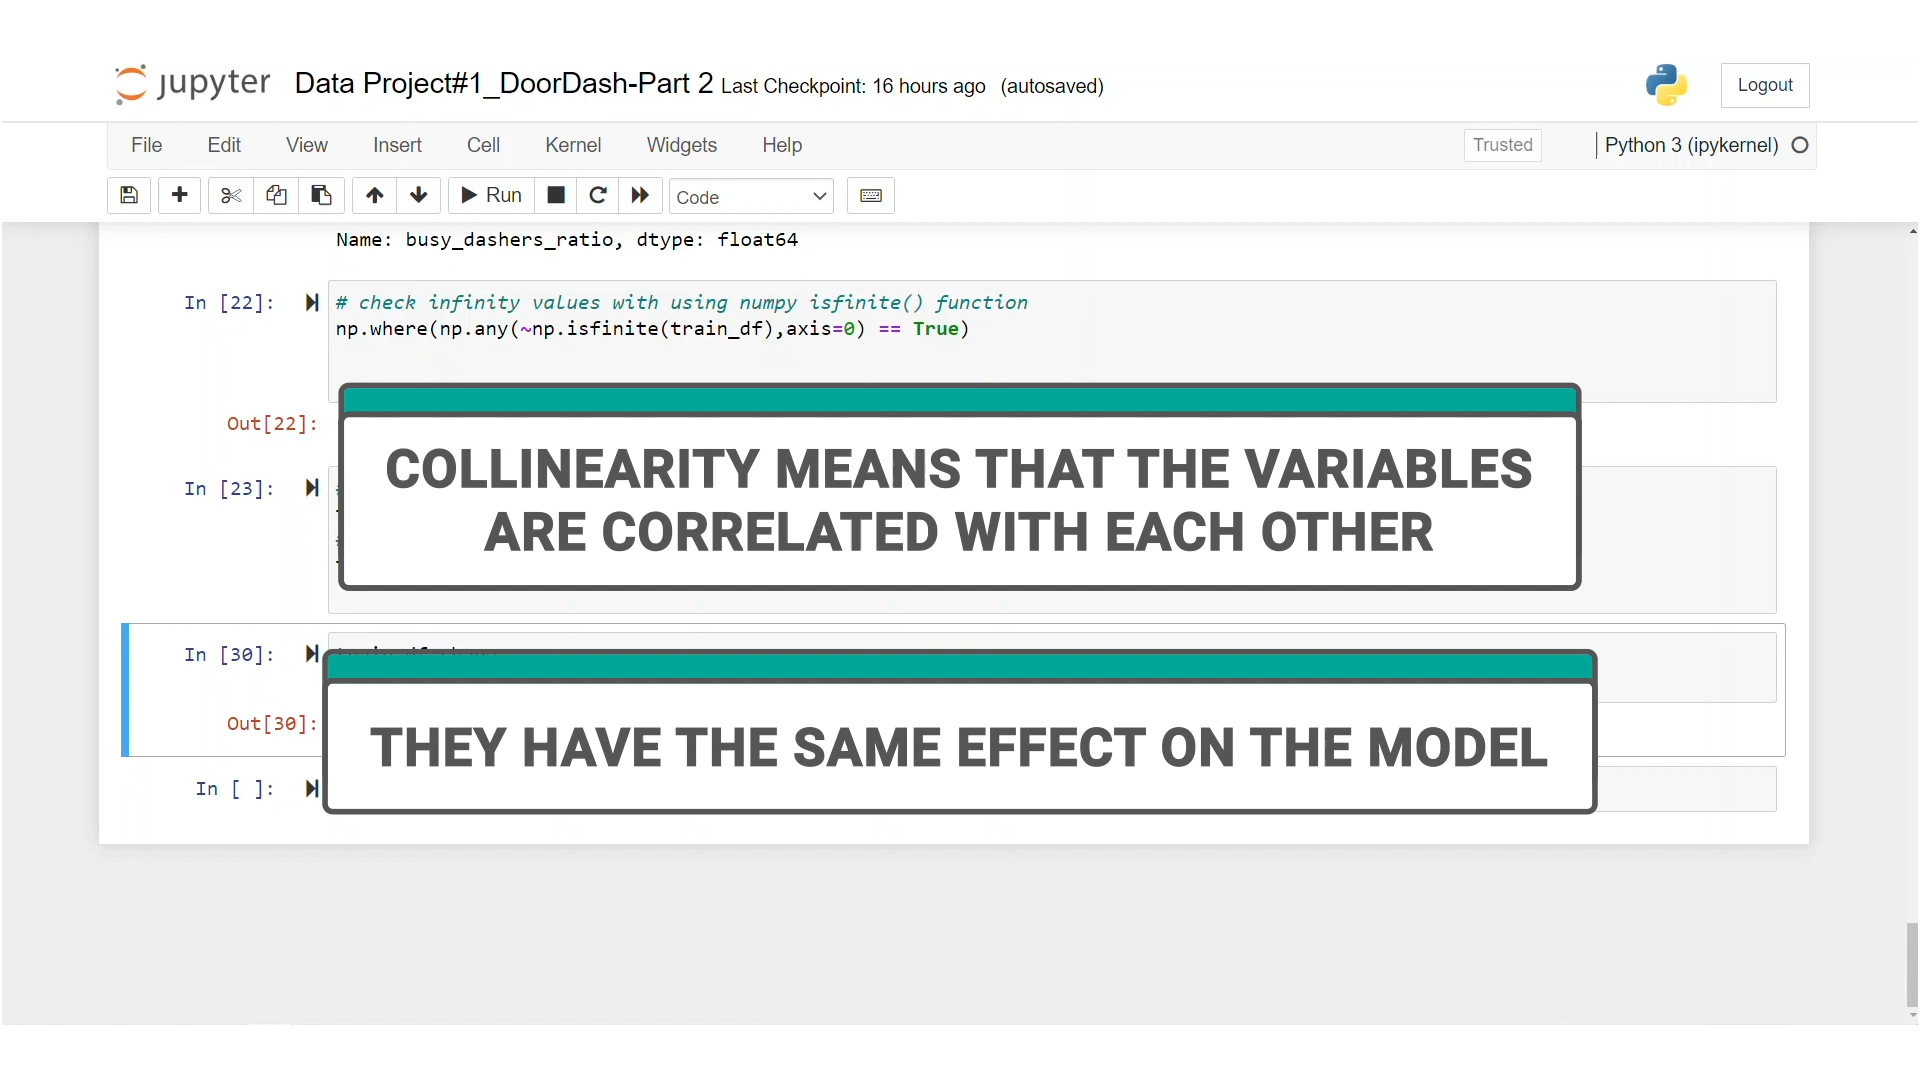 jupyter Data Project#1_DoorDash-Part 2 Last Checkpoint: 16 hours ago (autosaved) Logout
File Edit View Insert Cell Kernel Widgets Help Trusted Python 3 (ipykernel)
Run Code
Name: busy_dashers_ratio, dtype: float64
In [22]: # check infinity values with using numpy isfinite() function
np.where(np.any(~np.isfinite(train_df),axis=0) == True)
Out[22]:
COLLINEARITY MEANS THAT THE VARIABLES
In [23]:
ARE CORRELATED WITH EACH OTHER
In [30]:
Out[30]:
THEY HAVE THE SAME EFFECT ON THE MODEL
In [ ]: